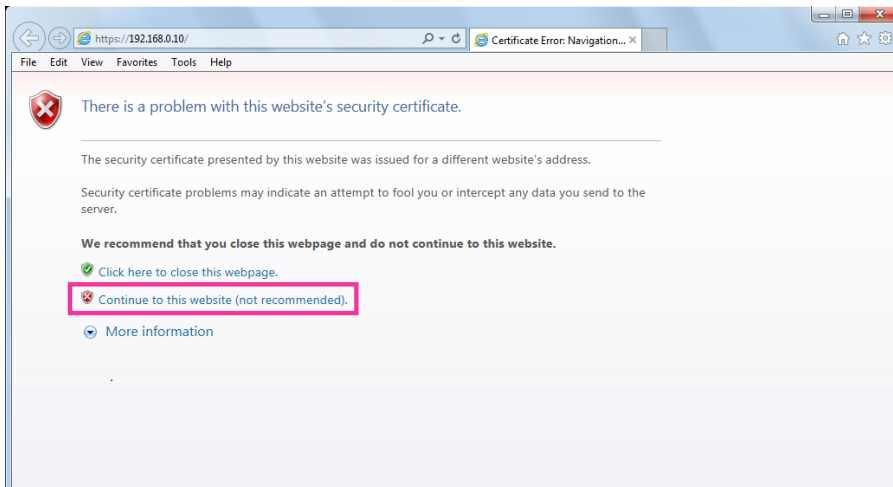 https://192.168.0.10/
Certificate Error: Navigation...
File Edit View Favorites Tools Help
There is a problem with this website's security certificate.
The security certificate presented by this website was issued for a different website's address.
Security certificate problems may indicate an attempt to fool you or intercept any data you send to the
server.
We recommend that you close this webpage and do not continue to this website.
Click here to close this webpage.
Continue to this website (not recommended).
More information
.